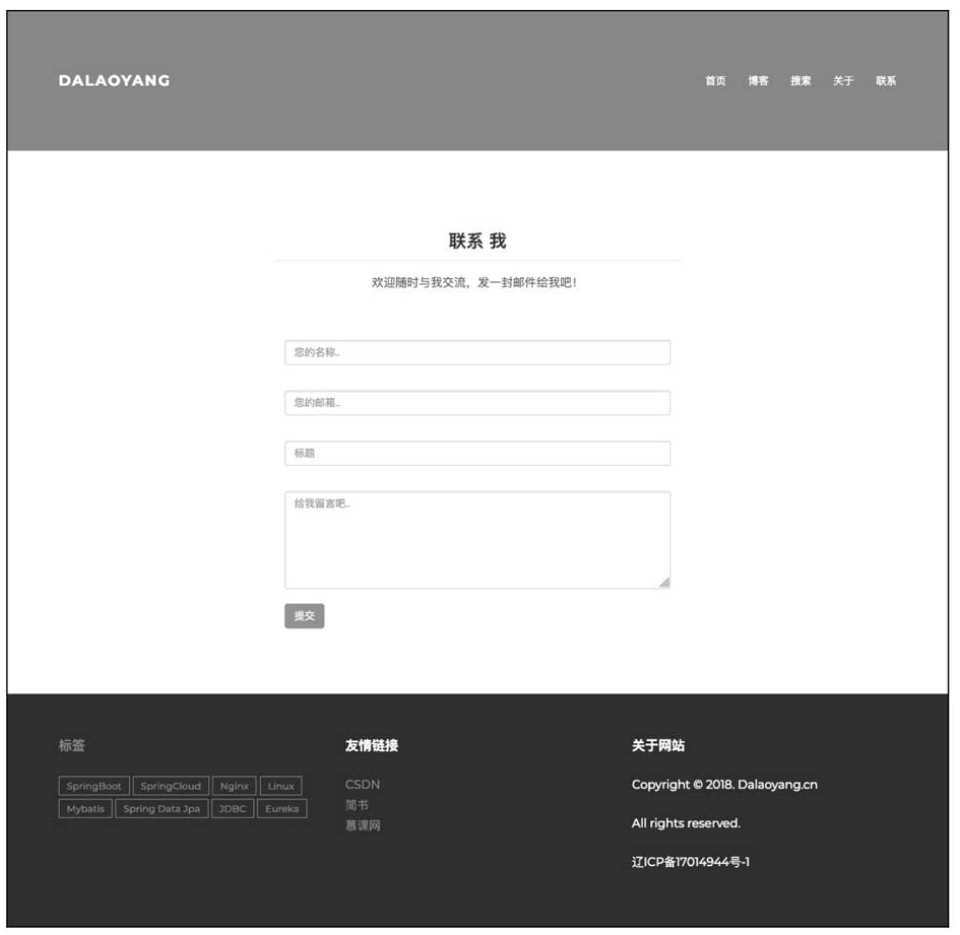 DALAOYANG
首页 博客 搜索 关于 联系
联系 我
欢迎随时与我交流，发一封邮件给我吧！
您的名称..
您的邮箱..
标题
给我留言吧..
提交
标签
SpringBoot SpringCloud Nginx Linux
Mybatis Spring Data Jpa JDBC Eureka
友情链接
CSDN
简书
慕课网
关于网站
Copyright © 2018. Dalaoyang.cn
All rights reserved.
辽ICP备17014944号-1